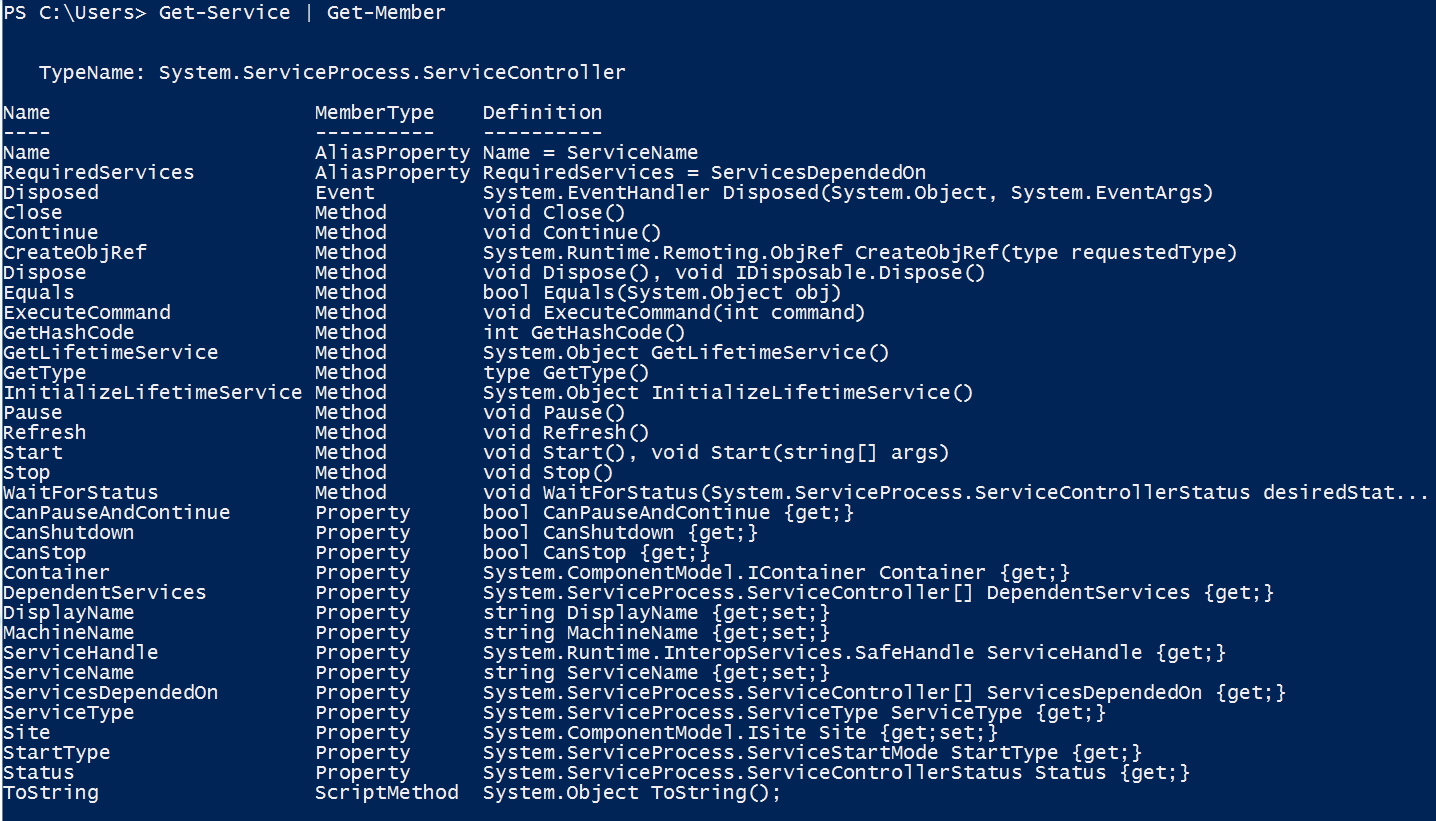 PS C:\Users> Get-Service | Get-Member
TypeName: System.ServiceProcess.ServiceController
Name MemberType Definition
---- ---------- ----------
Name AliasProperty Name = ServiceName
RequiredServices AliasProperty RequiredServices = ServicesDependedOn
Disposed Event System.EventHandler Disposed(System.Object, System.EventArgs)
Close Method void Close()
Continue Method void Continue()
CreateObjRef Method System.Runtime.Remoting.ObjRef CreateObjRef(type requestedType)
Dispose Method void Dispose(), void IDisposable.Dispose()
Equals Method bool Equals(System.Object obj)
ExecuteCommand Method void ExecuteCommand(int command)
GetHashCode Method int GetHashCode()
GetLifetimeService Method System.Object GetLifetimeService()
GetType Method type GetType()
InitializeLifetimeService Method System.Object InitializeLifetimeService()
Pause Method void Pause()
Refresh Method void Refresh()
Start Method void Start(), void Start(string[] args)
Stop Method void Stop()
WaitForStatus Method void WaitForStatus(System.ServiceProcess.ServiceControllerStatus desiredStat...
CanPauseAndContinue Property bool CanPauseAndContinue {get;}
CanShutdown Property bool CanShutdown {get;}
CanStop Property bool CanStop {get;}
Container Property System.ComponentModel.IContainer Container {get;}
DependentServices Property System.ServiceProcess.ServiceController[] DependentServices {get;}
DisplayName Property string DisplayName {get;set;}
MachineName Property string MachineName {get;set;}
ServiceHandle Property System.Runtime.InteropServices.SafeHandle ServiceHandle {get;}
ServiceName Property string ServiceName {get;set;}
ServicesDependedOn Property System.ServiceProcess.ServiceController[] ServicesDependedOn {get;}
ServiceType Property System.ServiceProcess.ServiceType ServiceType {get;}
Site Property System.ComponentModel.ISite Site {get;set;}
StartType Property System.ServiceProcess.ServiceStartMode StartType {get;}
Status Property System.ServiceProcess.ServiceControllerStatus Status {get;}
ToString ScriptMethod System.Object ToString();